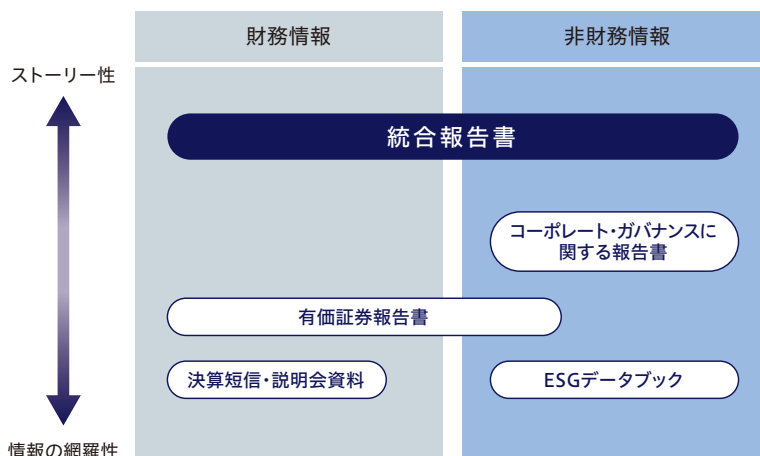 財務情報
非財務情報
ストーリー性
統合報告書
コーポレート・ガバナンスに
関する報告書
有価証券報告書
決算短信・説明会資料
ESGデータブック
情報の網羅性